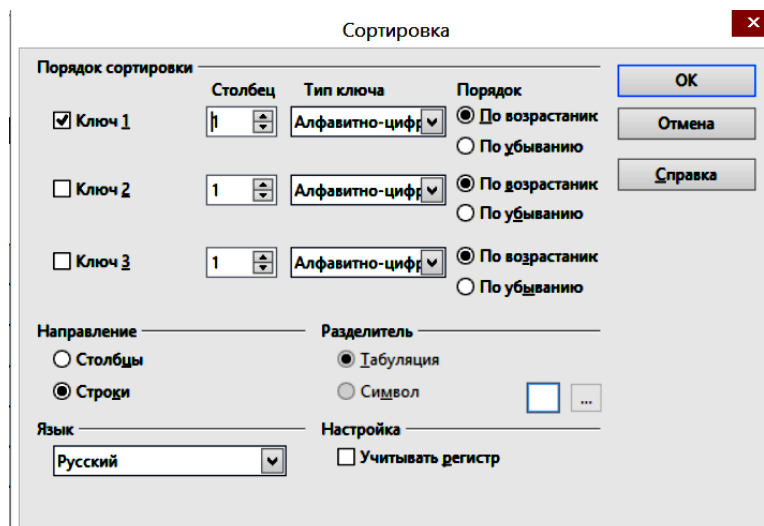 Сортировка
Порядок сортировки
Столбец Тип ключа Порядок
OK
Ключ 1 1 Алфавитно-цифр По возрастаник
Отмена
По убыванию
Ключ 2 1 Алфавитно-цифр По возрастаник
Справка
По убыванию
Ключ 3 1 Алфавитно-цифр По возрастаник
По убыванию
Направление Разделитель
Столбцы Табуляция
Строки Символ ...
Язык Настройка
Русский Учитывать регистр